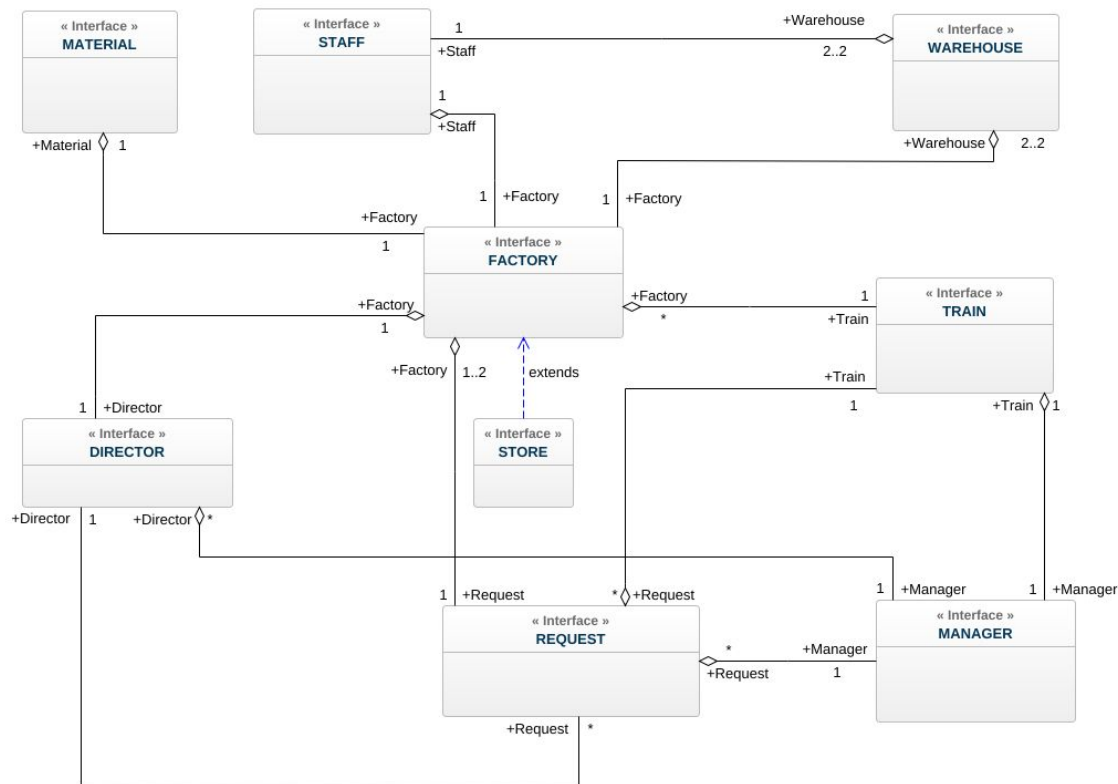 « Interface »
MATERIAL
« Interface »
STAFF
« Interface »
WAREHOUSE
1
+Staff
+Warehouse
2..2
1
+Staff
+Material
1
+Warehouse
2..2
1
+Factory
1
+Factory
+Factory
1
« Interface »
FACTORY
+Factory
1
+Factory
*
1
+Train
« Interface »
TRAIN
+Factory
1..2
extends
+Train
1
+Train
1
1
+Director
« Interface »
DIRECTOR
« Interface »
STORE
+Director
1
+Director
*
1
+Request
*
+Request
1
+Manager
1
+Manager
« Interface »
REQUEST
« Interface »
MANAGER
*
+Request
+Manager
1
+Request
*